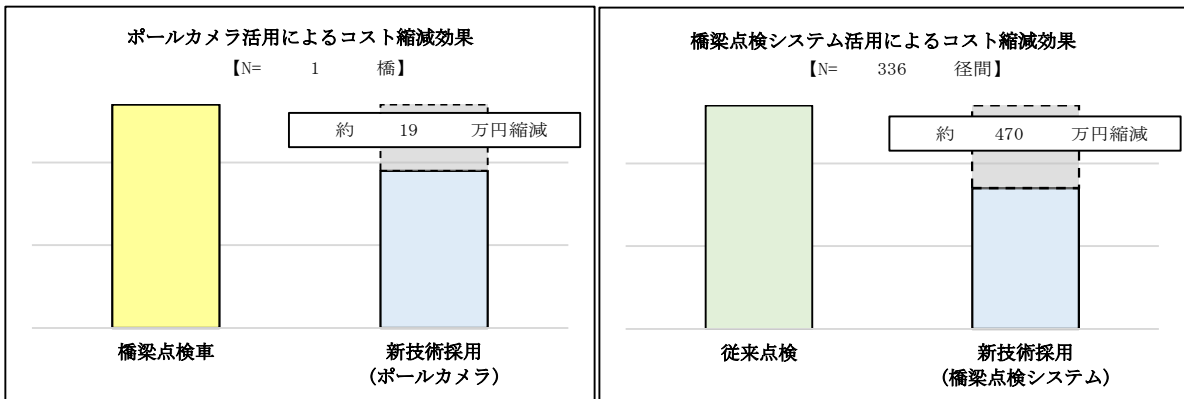 ポールカメラ活用によるコスト縮減効果
【N= 1 橋】
約 19 万円縮減
橋梁点検車
新技術採用
(ポールカメラ)
橋梁点検システム活用によるコスト縮減効果
【N= 336 径間】
約 470 万円縮減
従来点検
新技術採用
(橋梁点検システム)